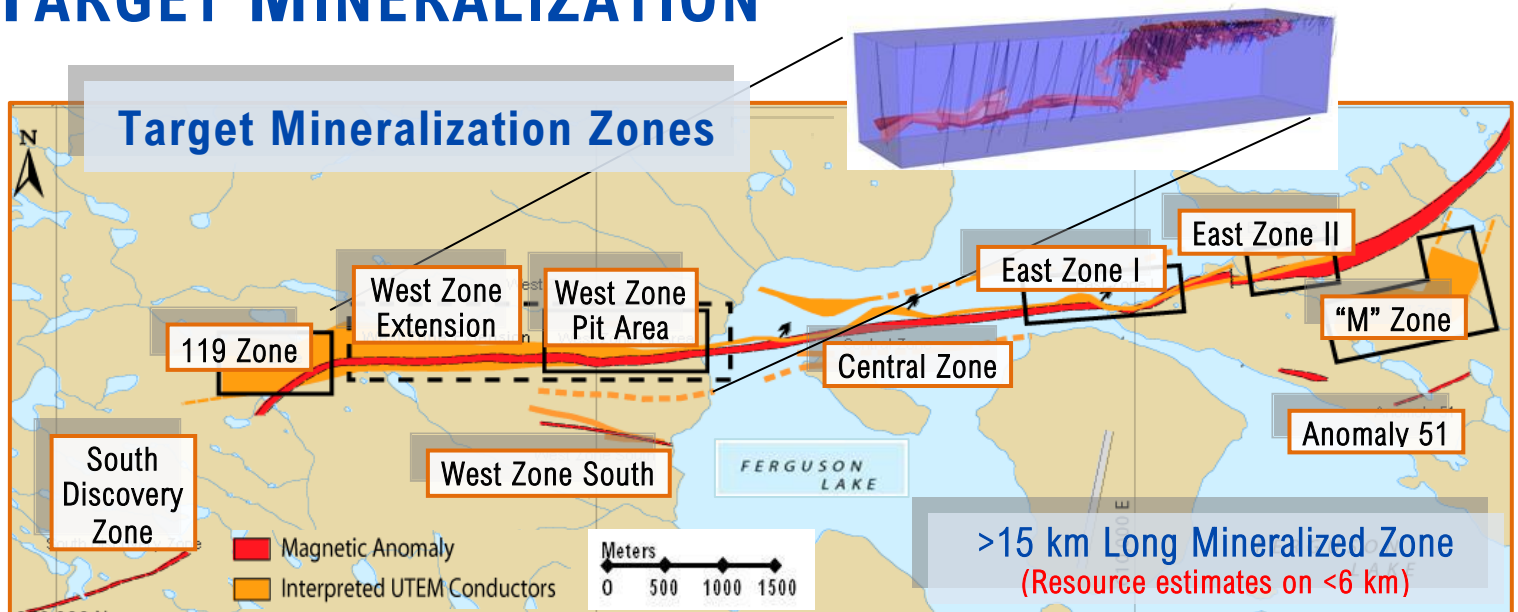 TARGET MINERALIZATION
Target Mineralization Zones
N
East Zone II
East Zone I
West Zone
Extension
West Zone
Pit Area
"M" Zone
119 Zone
Central Zone
Anomaly 51
South
Discovery
Zone
West Zone South
FERGUSON
LAKE
Magnetic Anomaly
Interpreted UTEM Conductors
Meters
0 500 1000 1500
>15 km Long Mineralized Zone
(Resource estimates on <6 km)